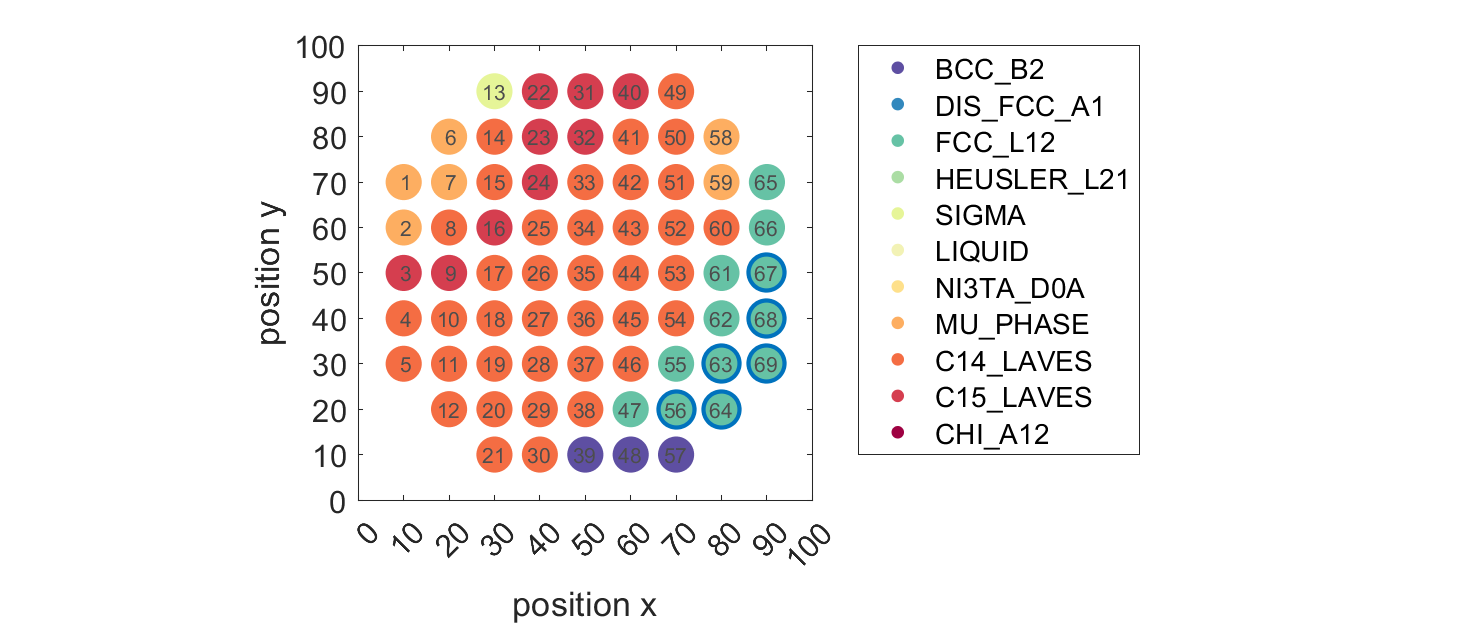 100
90
80
70
60
50
40
30
20
10
0
position y
13 22 31 40 49
6 14 23 32 41 50 58
1 7 15 24 33 42 51 59 65
2 8 16 25 34 43 52 60 66
3 9 17 26 35 44 53 61 67
4 10 18 27 36 45 54 62 68
5 11 19 28 37 46 55 63 69
12 20 29 38 47 56 64
21 30 39 48 57
0 10 20 30 40 50 60 70 80 90 100
position x
BCC_B2
DIS_FCC_A1
FCC_L12
HEUSLER_L21
SIGMA
LIQUID
NI3TA_D0A
MU_PHASE
C14_LAVES
C15_LAVES
CHI_A12